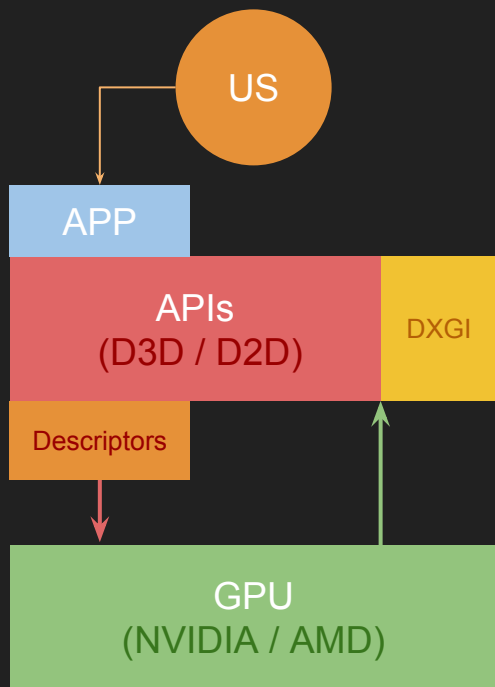 US
APP
APIs
(D3D / D2D)
DXGI
Descriptors
GPU
(NVIDIA / AMD)